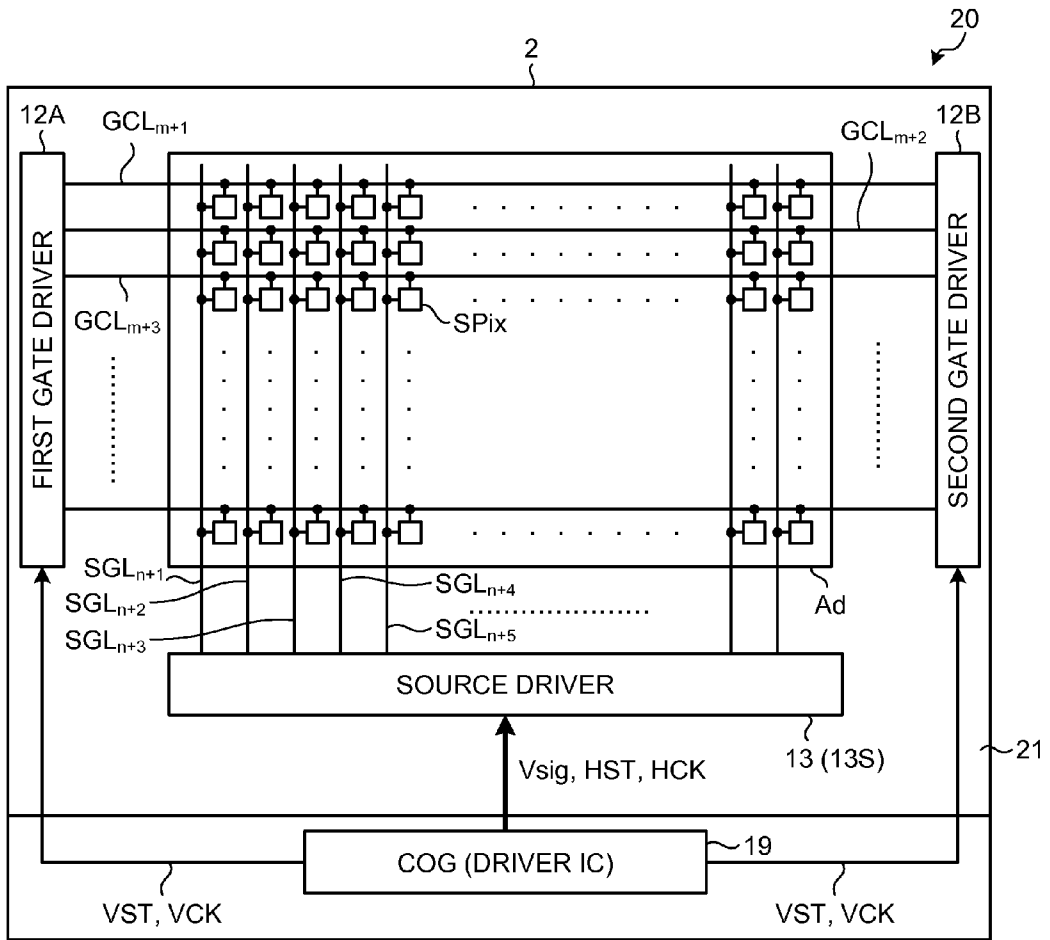 20
2
12A
GCLm+1
12B
GCLm+2
FIRST GATE DRIVER
SECOND GATE DRIVER
GCLm+3
SPix
SGLn+1
SGLn+2
SGLn+3
SGLn+4
SGLn+5
Ad
SOURCE DRIVER
13 (13S)
21
Vsig, HST, HCK
COG (DRIVER IC)
19
VST, VCK
VST, VCK